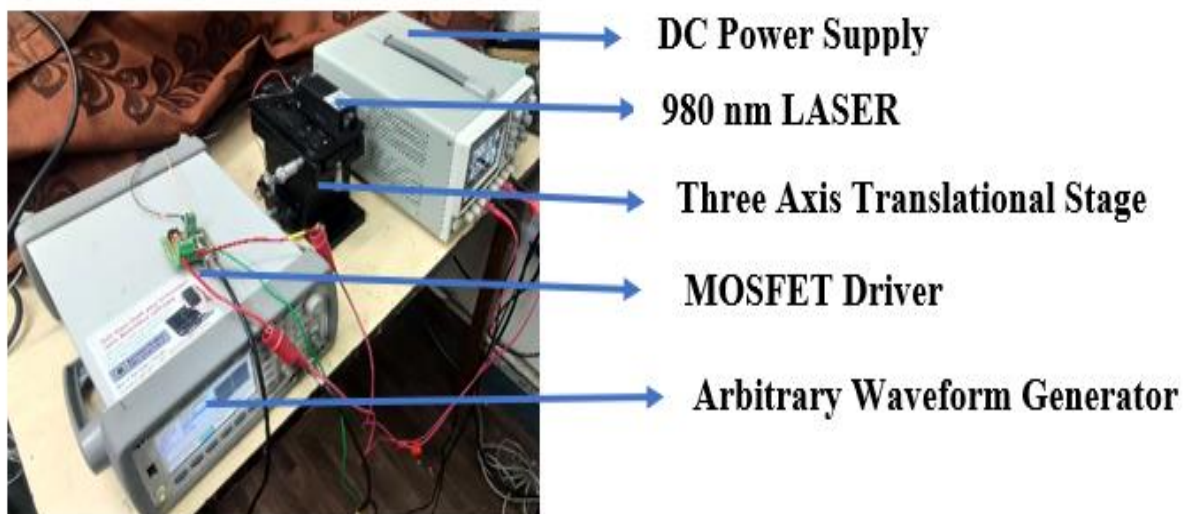 DC Power Supply
980 nm LASER
Three Axis Translational Stage
MOSFET Driver
Arbitrary Waveform Generator